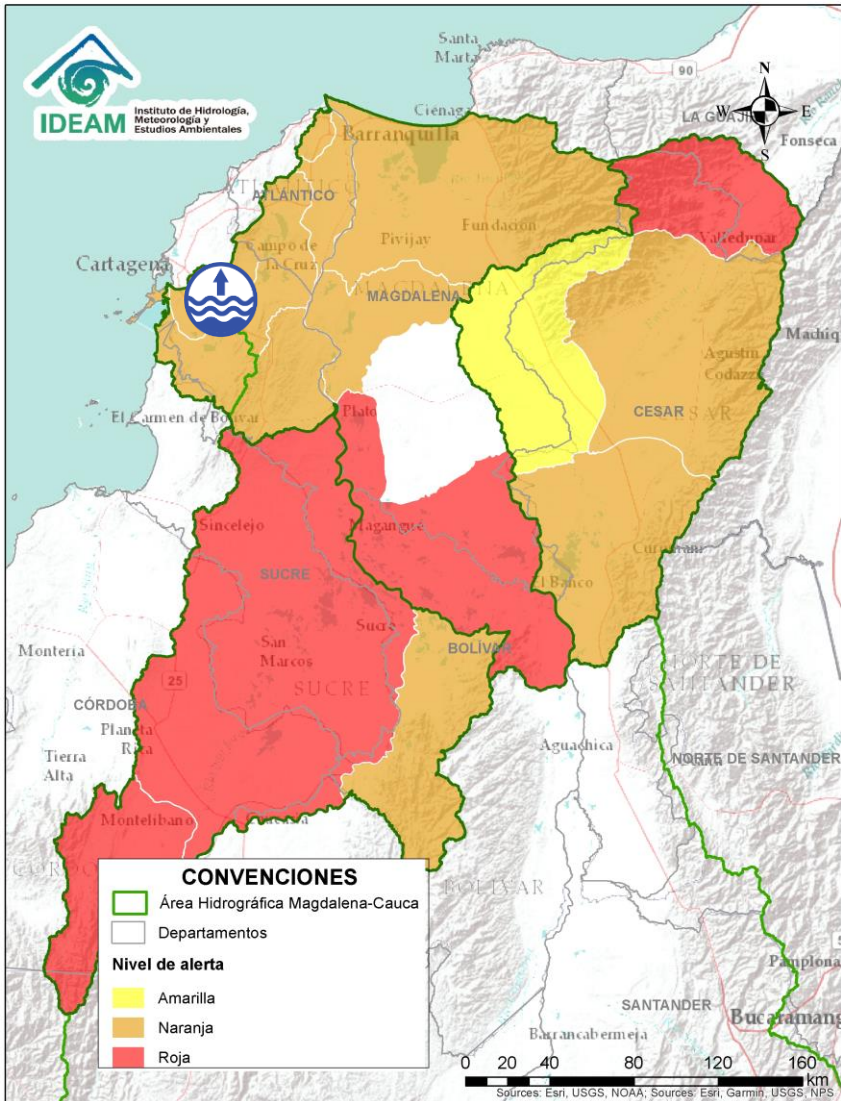 IDEAM
Instituto de Hidrología,
Meteorología y
Estudios Ambientales
Santa
Marta
90
N
W
E
S
LA GUAJI
Fonseca
Ciénaga
Barranquilla
ATLÁNTICO
Valledupar
Campo de
la Cruz
Pivijay
Fundación
Cartagena
MAGDALENA
Machiq
Agustín
Codazzi
El Carmen de Bolívar
Plato
CESAR
Sincelejo
Magangué
SUCRE
El Banco
Sucre
BOLÍVAR
Montería
San
Marcos
SUCRE
NORTE DE
SANTANDER
25
CÓRDOBA
Planeta
Rica
Tierra
Alta
Aguachica
NORTE DE SANTANDER
Montelíbano
BOLÍVAR
CONVENCIONES
Área Hidrográfica Magdalena-Cauca
Departamentos
Nivel de alerta
Amarilla
Naranja
Roja
Pamplona
SANTANDER
Bucaramang
Barrancabermeja
0 20 40 80 120 160
km
Sources: Esri, USGS, NOAA; Sources: Esri, Garmin, USGS, NPS